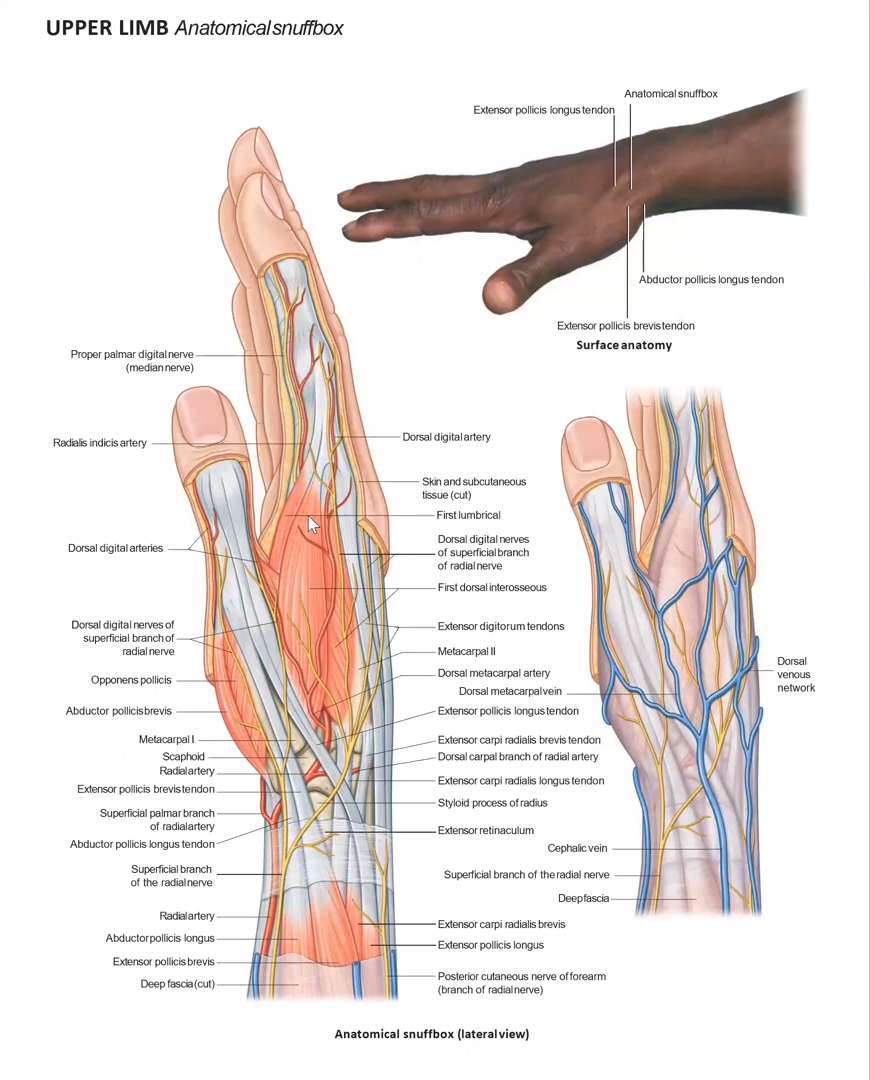 UPPER LIMB Anatomical snuffbox
Anatomical snuffbox
Extensor pollicis longus tendon
Abductor pollicis longus tendon
Extensor pollicis brevis tendon
Surface anatomy
Proper palmar digital nerve
(median nerve)
Radialis indicis artery
Dorsal digital arteries
Dorsal digital nerves of
superficial branch of
radial nerve
Opponens pollicis
Abductor pollicis brevis
Metacarpal I
Scaphoid
Radial artery
Extensor pollicis brevis tendon
Superficial palmar branch
of radial artery
Abductor pollicis longus tendon
Superficial branch
of the radial nerve
Radial artery
Abductor pollicis longus
Extensor pollicis brevis
Deep fascia (cut)
Dorsal digital artery
Skin and subcutaneous
tissue (cut)
First lumbrical
Dorsal digital nerves
of superficial branch
of radial nerve
First dorsal interosseous
Extensor digitorum tendons
Metacarpal II
Dorsal metacarpal artery
Dorsal metacarpal vein
Extensor pollicis longus tendon
Extensor carpi radialis brevis tendon
Dorsal carpal branch of radial artery
Extensor carpi radialis longus tendon
Styloid process of radius
Extensor retinaculum
Cephalic vein
Superficial branch of the radial nerve
Deep fascia
Extensor carpi radialis brevis
Extensor pollicis longus
Posterior cutaneous nerve of forearm
(branch of radial nerve)
Dorsal
venous
network
Anatomical snuffbox (lateral view)